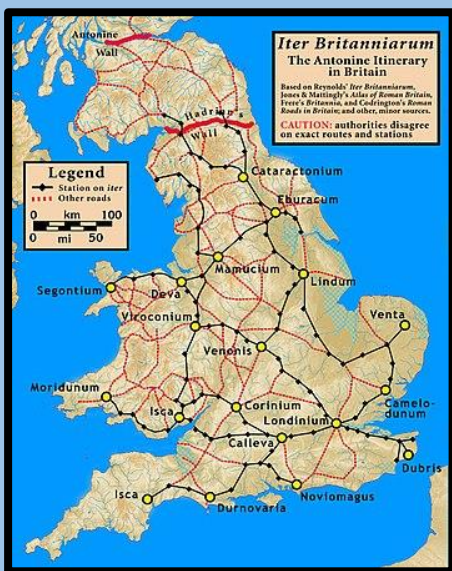 Antonine
Wall
Iter Britanniarum
The Antonine Itinerary
in Britain
Based on Reynolds' Iter Britanniarum,
Jones & Mattingly's Atlas of Roman Britain,
Frere's Britannia, and Codrington's Roman
Roads in Britain; and other, minor sources.
CAUTION: authorities disagree
on exact routes and stations
Hadrian's
Wall
Legend
Station on iter
Other roads
0 km 100
0 mi 50
Cataractonium
Eburacum
Mamucium
Segontium
Deva
Lindum
Viroconium
Venta
Venonis
Moridunum
Isca
Corinium
Camelo-
dunum
Londinium
Calleva
Dubris
Isca
Durnovaria
Noviomagus